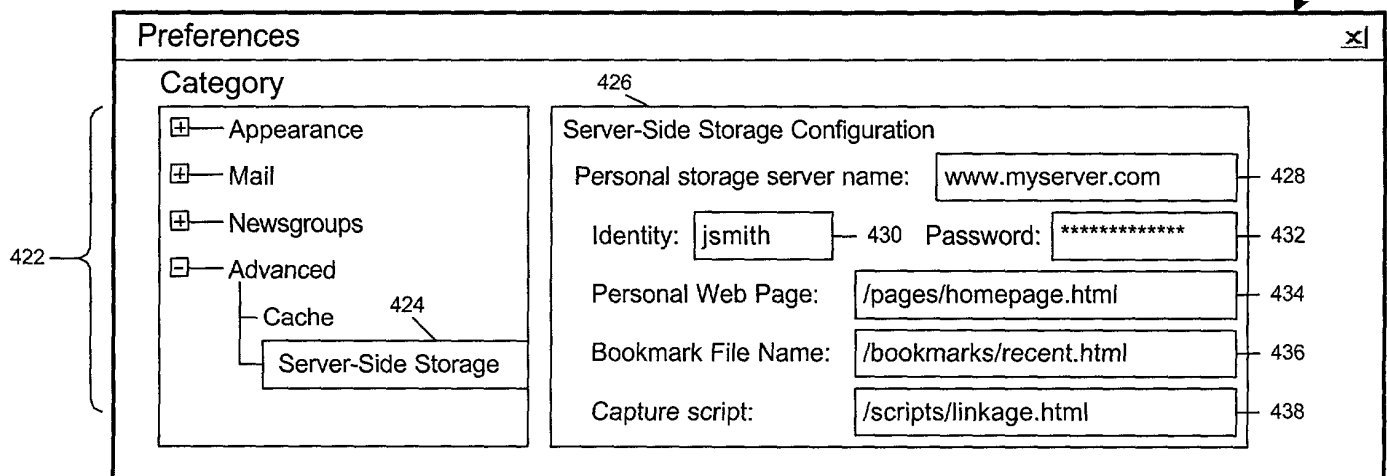 Preferences
x
Category
426
Appearance
Server-Side Storage Configuration
Mail
Personal storage server name: www.myserver.com 428
Newsgroups
Identity: jsmith 430 Password: ************* 432
422
Advanced
Personal Web Page: /pages/homepage.html 434
Cache
424
Server-Side Storage
Bookmark File Name: /bookmarks/recent.html 436
Capture script: /scripts/linkage.html 438